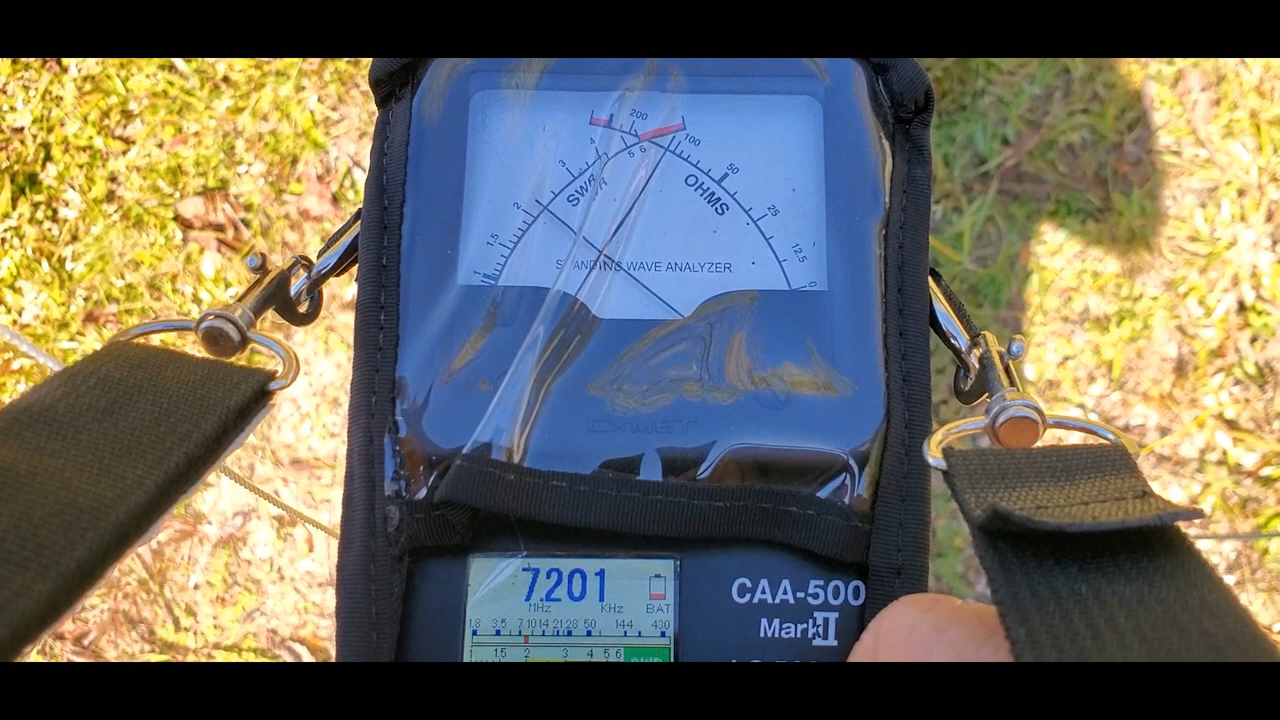 200
4 100
3 5 6 50
SWR OHMS
2 25
1.5 12.5
1 0
STANDING WAVE ANALYZER
COMET
7.201
MHz KHz BAT
1.8 3.5 7 10 14 21 28 50 144 430
1 1.5 2 3 4 5 6
CAA-500
Mark II